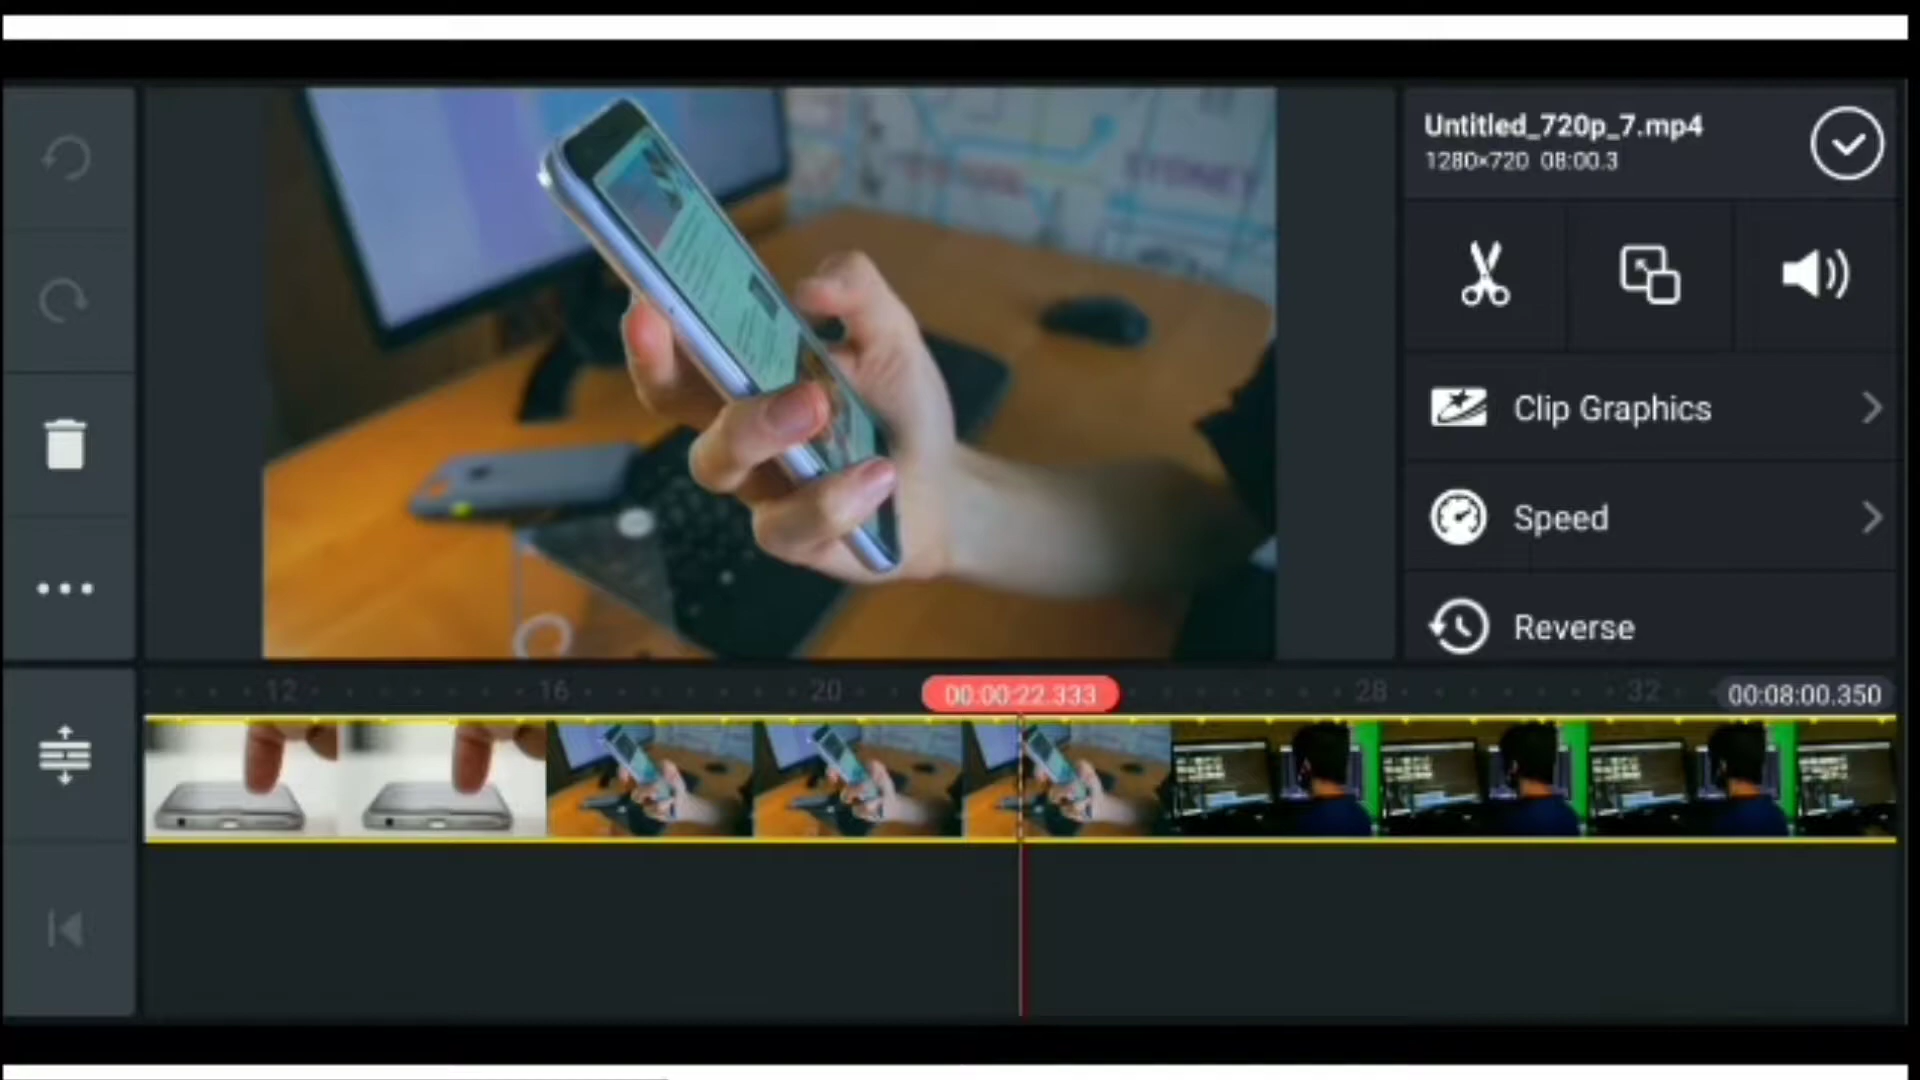 Untitled_720p_7.mp4
1280×720 08:00.3
SYDNEY
Clip Graphics
Speed
Reverse
12
16
20
00:00:22.333
28
32
00:08:00.350